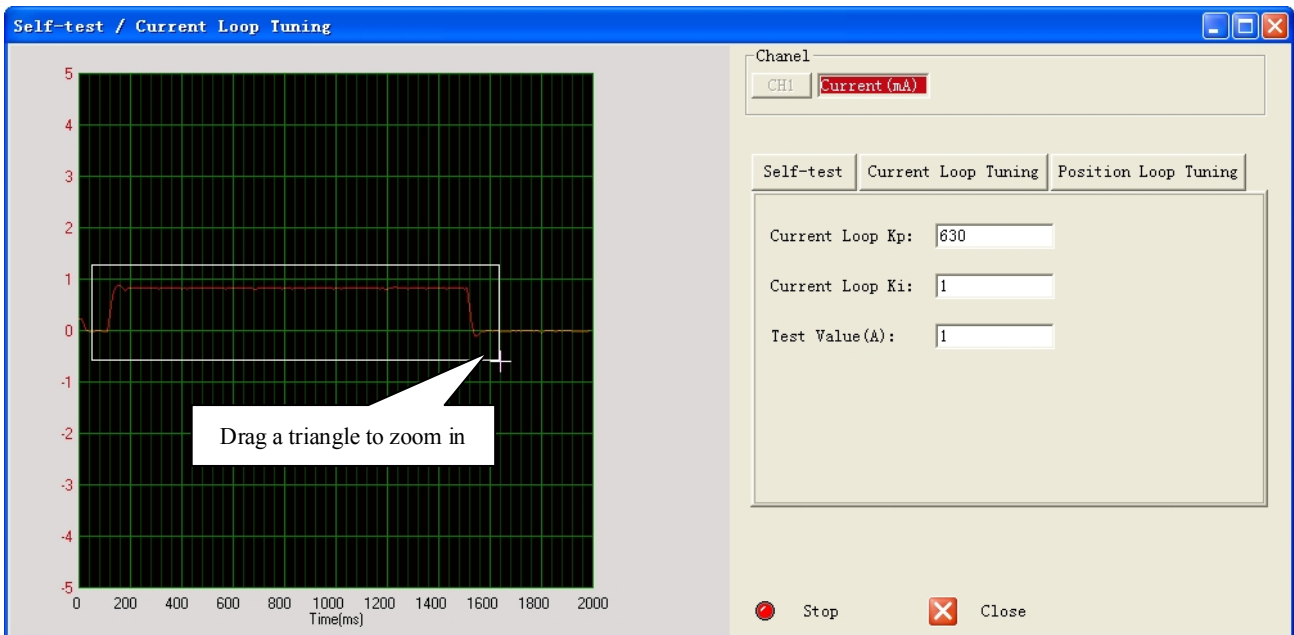 Self-test / Current Loop Tuning
5
4
3
2
1
0
-1
-2
-3
-4
-5
0 200 400 600 800 1000 1200 1400 1600 1800 2000
Time(ms)
Drag a triangle to zoom in
Chanel
CH1 Current(mA)
Self-test Current Loop Tuning Position Loop Tuning
Current Loop Kp: 630
Current Loop Ki: 1
Test Value(A): 1
Stop Close